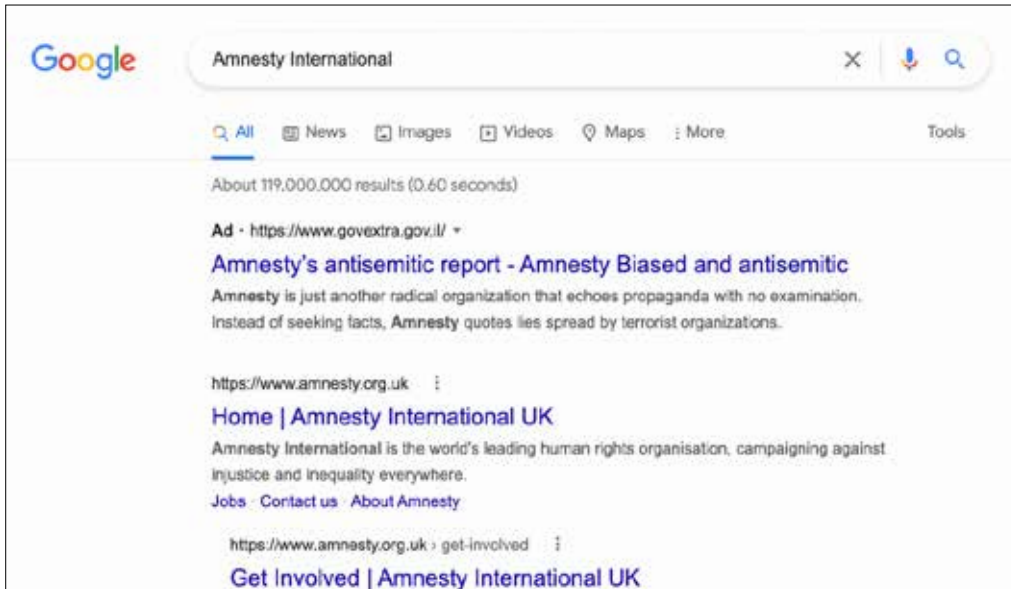 Google
Amnesty International
All News Images Videos Maps More Tools
About 119,000,000 results (0.60 seconds)
Ad · https://www.govextra.gov.il/
Amnesty's antisemitic report - Amnesty Biased and antisemitic
Amnesty is just another radical organization that echoes propaganda with no examination.
Instead of seeking facts, Amnesty quotes lies spread by terrorist organizations.
https://www.amnesty.org.uk
Home | Amnesty International UK
Amnesty International is the world's leading human rights organisation, campaigning against
injustice and inequality everywhere.
Jobs · Contact us · About Amnesty
https://www.amnesty.org.uk › get-involved
Get Involved | Amnesty International UK